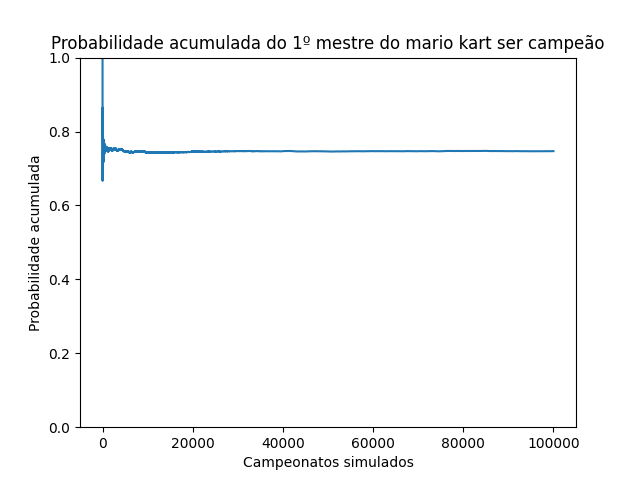 Probabilidade acumulada do 1º mestre do mario kart ser campeão
Probabilidade acumulada
1.0
0.8
0.6
0.4
0.2
0.0
0 20000 40000 60000 80000 100000
Campeonatos simulados